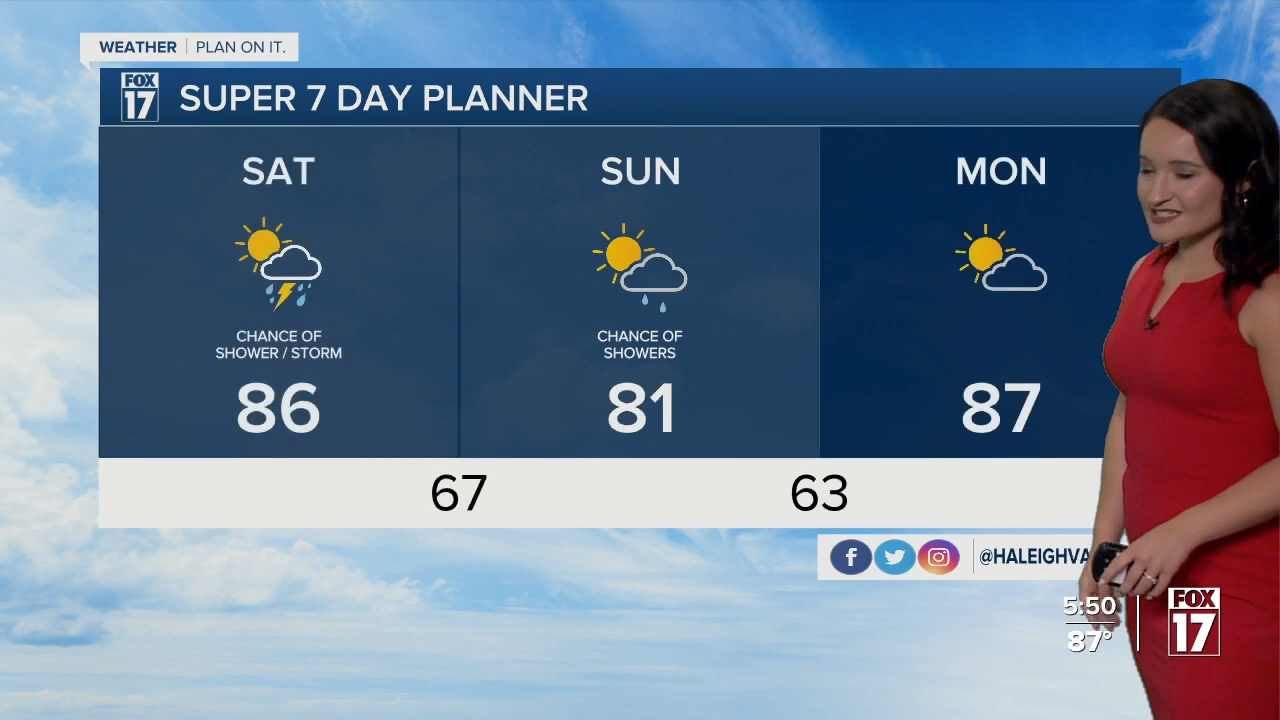 WEATHER | PLAN ON IT.
FOX 17 SUPER 7 DAY PLANNER
SAT
SUN
MON
CHANCE OF
SHOWER / STORM
CHANCE OF
SHOWERS
86
81
87
67
63
@HALEIGHVA
5:50
87°
FOX
17